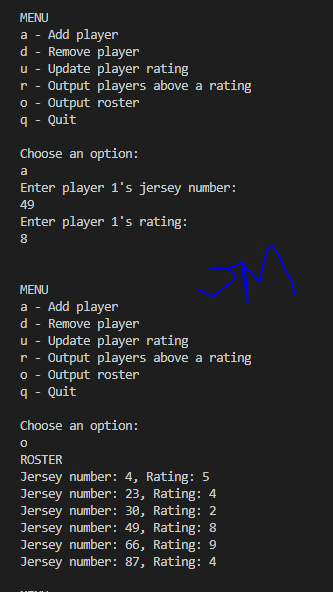 MENU
a - Add player
d - Remove player
u - Update player rating
r - Output players above a rating
o - Output roster
q - Quit
Choose an option:
a
Enter player 1's jersey number:
49
Enter player 1's rating:
8
MENU
a - Add player
d - Remove player
u - Update player rating
r - Output players above a rating
o - Output roster
q - Quit
Choose an option:
o
ROSTER
Jersey number: 4, Rating: 5
Jersey number: 23, Rating: 4
Jersey number: 30, Rating: 2
Jersey number: 49, Rating: 8
Jersey number: 66, Rating: 9
Jersey number: 87, Rating: 4